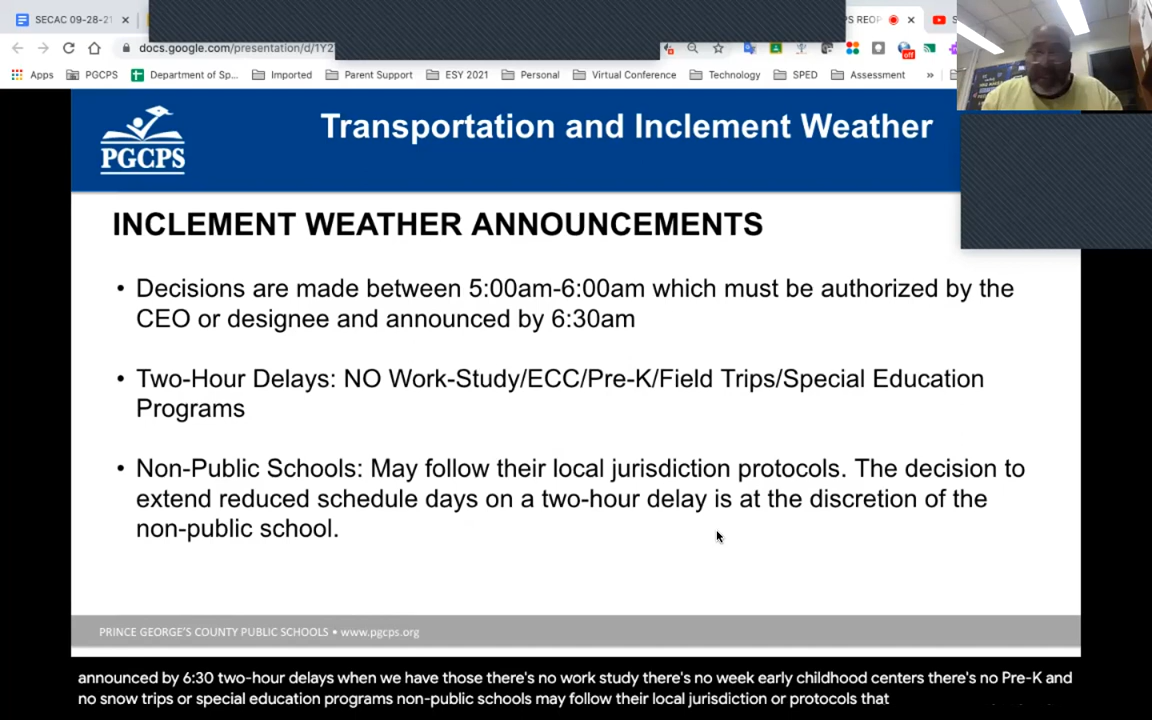 SECAC 09-28-21
PS REOP
docs.google.com/presentation/d/1Y2
off
Apps
PGCPS
Department of Sp...
Imported
Parent Support
ESY 2021
Personal
Virtual Conference
Technology
SPED
Assessment
»
PGCPS
Transportation and Inclement Weather
INCLEMENT WEATHER ANNOUNCEMENTS
• Decisions are made between 5:00am-6:00am which must be authorized by the
CEO or designee and announced by 6:30am
• Two-Hour Delays: NO Work-Study/ECC/Pre-K/Field Trips/Special Education
Programs
• Non-Public Schools: May follow their local jurisdiction protocols. The decision to
extend reduced schedule days on a two-hour delay is at the discretion of the
non-public school.
PRINCE GEORGE'S COUNTY PUBLIC SCHOOLS • www.pgcps.org
announced by 6:30 two-hour delays when we have those there's no work study there's no week early childhood centers there's no Pre-K and
no snow trips or special education programs non-public schools may follow their local jurisdiction or protocols that